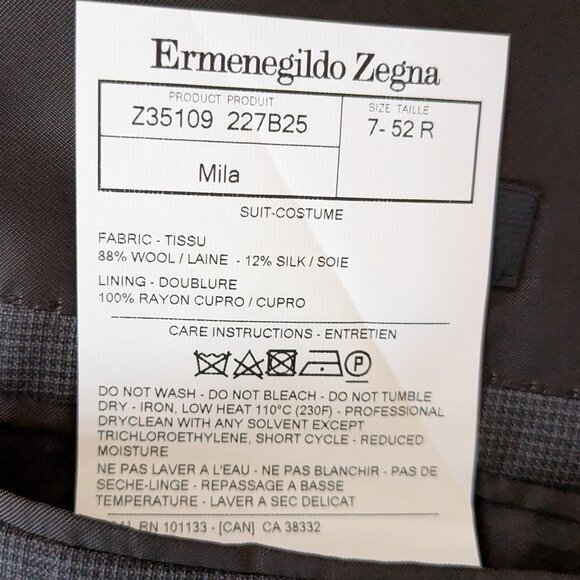 Ermenegildo Zegna
PRODUCT PRODUIT
Z35109 227B25
SIZE TAILLE
7- 52 R
Mila
SUIT-COSTUME
FABRIC - TISSU
88% WOOL / LAINE - 12% SILK / SOIE
LINING - DOUBLURE
100% RAYON CUPRO / CUPRO
CARE INSTRUCTIONS - ENTRETIEN
P
DO NOT WASH - DO NOT BLEACH - DO NOT TUMBLE
DRY - IRON, LOW HEAT 110°C (230F) - PROFESSIONAL
DRYCLEAN WITH ANY SOLVENT EXCEPT
TRICHLOROETHYLENE, SHORT CYCLE - REDUCED
MOISTURE
NE PAS LAVER A L'EAU - NE PAS BLANCHIR - PAS DE
SECHE-LINGE - REPASSAGE A BASSE
TEMPERATURE - LAVER A SEC DELICAT
RN 101133 - [CAN] CA 38332